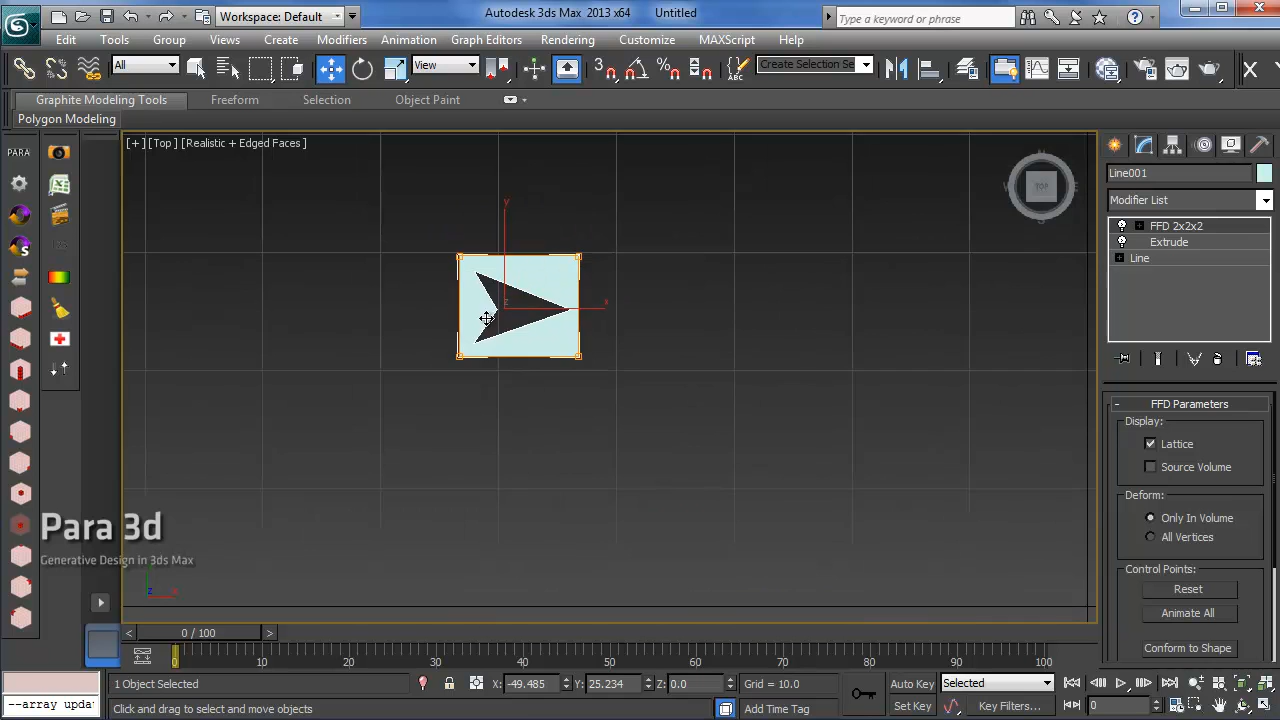 Workspace: Default
Autodesk 3ds Max 2013 x64 Untitled
Type a keyword or phrase
Edit Tools Group Views Create Modifiers Animation Graph Editors Rendering Customize MAXScript Help
All
View
Create Selection Se
ABC
Graphite Modeling Tools Freeform Selection Object Paint
Polygon Modeling
[+] [Top] [Realistic + Edged Faces]
PARA
TOP
Line001
Modifier List
FFD 2x2x2
Extrude
Line
y
z
x
FFD Parameters
Display:
Lattice
Source Volume
Deform:
Only In Volume
All Vertices
Control Points:
Reset
Animate All
Conform to Shape
Para 3d
Generative Design in 3ds Max
0 / 100
0 10 20 30 40 50 60 70 80 90 100
1 Object Selected
X: -49.485 Y: 25.234 Z: 0.0
Grid = 10.0
Auto Key Selected
--array upda
Click and drag to select and move objects
Add Time Tag
Set Key Key Filters... 0